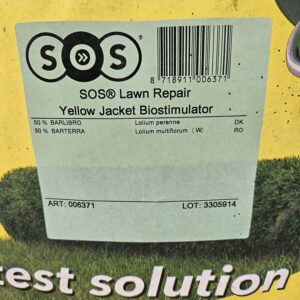 SOS
8 718911 006371
SOS® Lawn Repair
Yellow Jacket Biostimulator
50 % BARLIBRO Lolium perenne DK
50 % BARTERRA Lolium multiflorum (W) RO
ART: 006371 LOT: 3305914
test solution